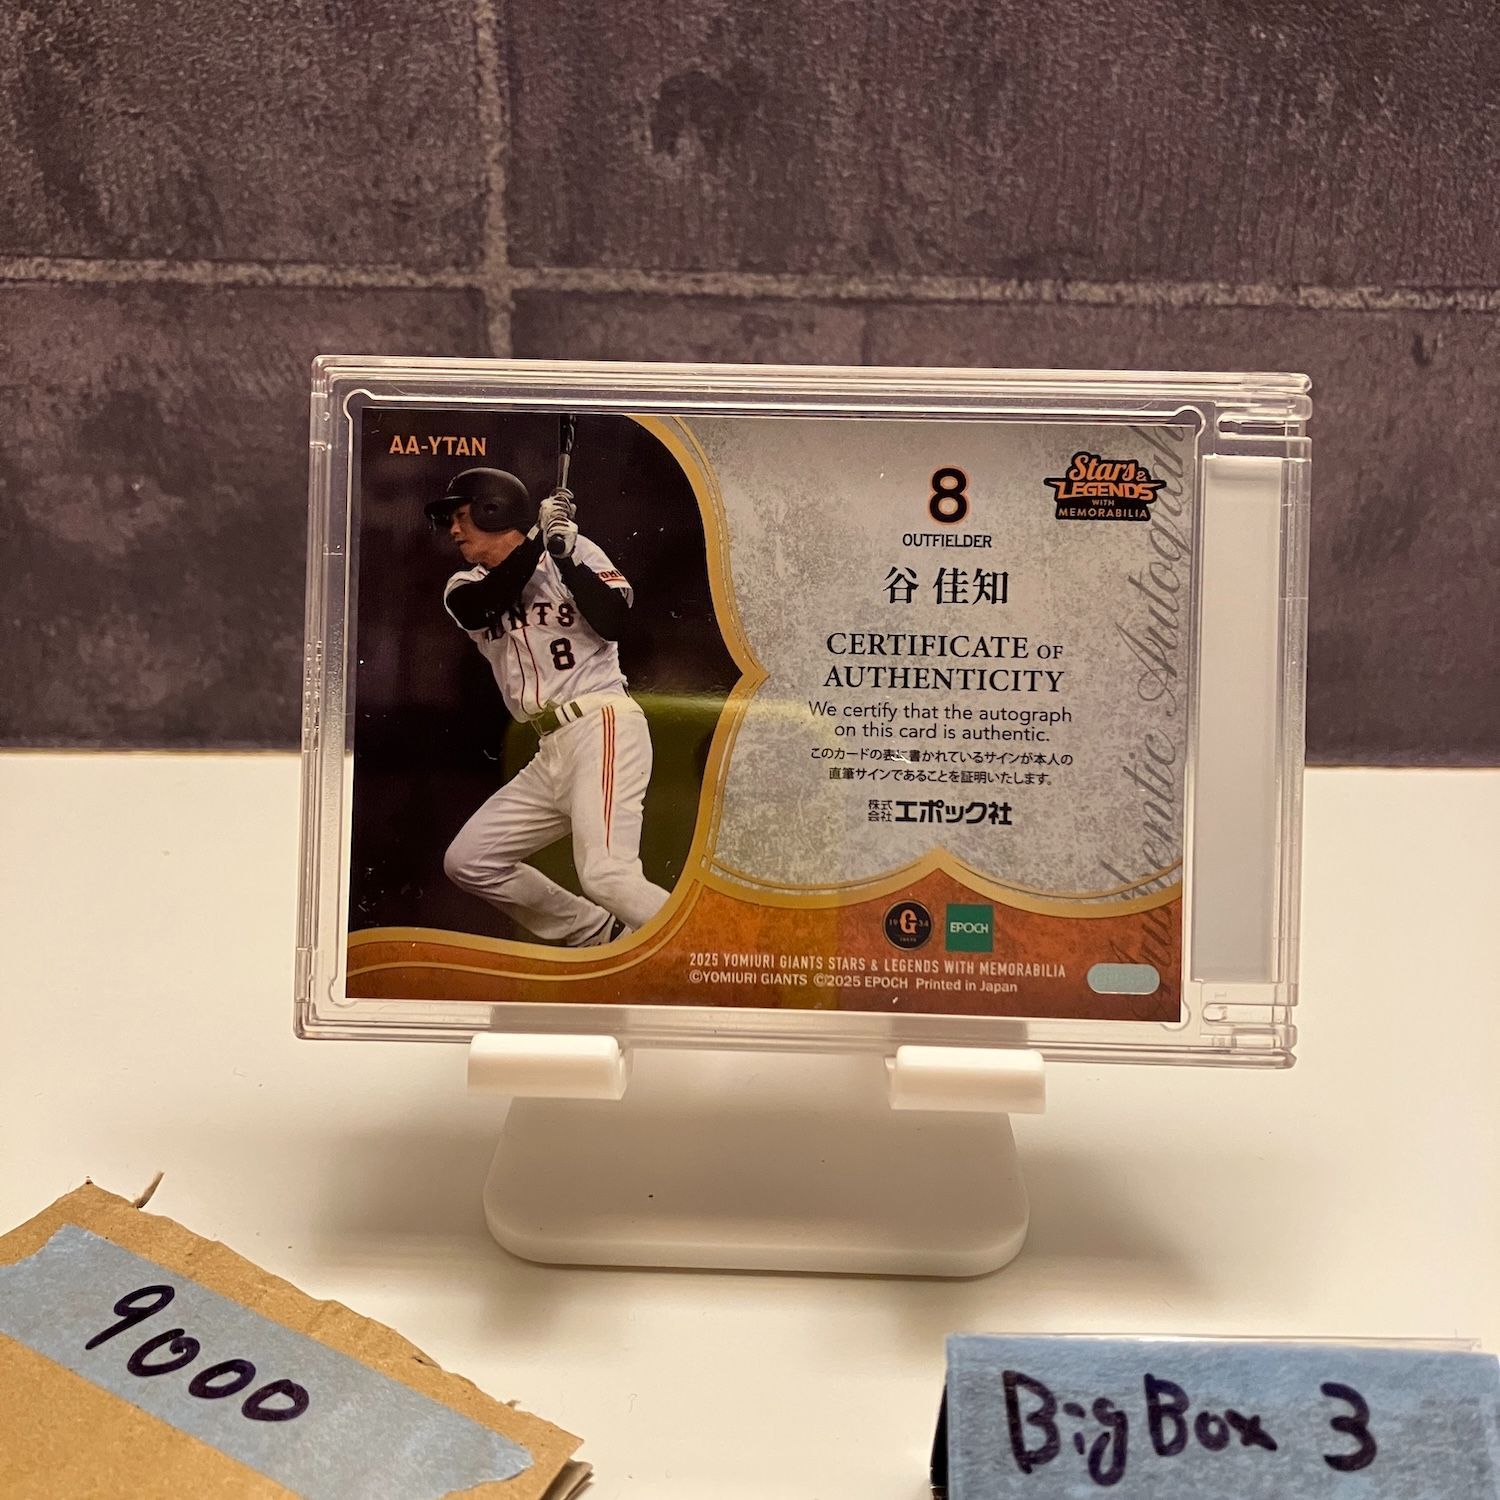 AA-YTAN
8
OUTFIELDER
谷 佳知
Stars &
LEGENDS
WITH
MEMORABILIA
CERTIFICATE OF
AUTHENTICITY
We certify that the autograph
on this card is authentic.
このカードの表に書かれているサインが本人の
直筆サインであることを証明いたします。
株式会社エポック社
Authentic Autograph
8
19 G 34
EPOCH
2025 YOMIURI GIANTS STARS & LEGENDS WITH MEMORABILIA
©YOMIURI GIANTS ©2025 EPOCH Printed in Japan
9000
Big Box 3